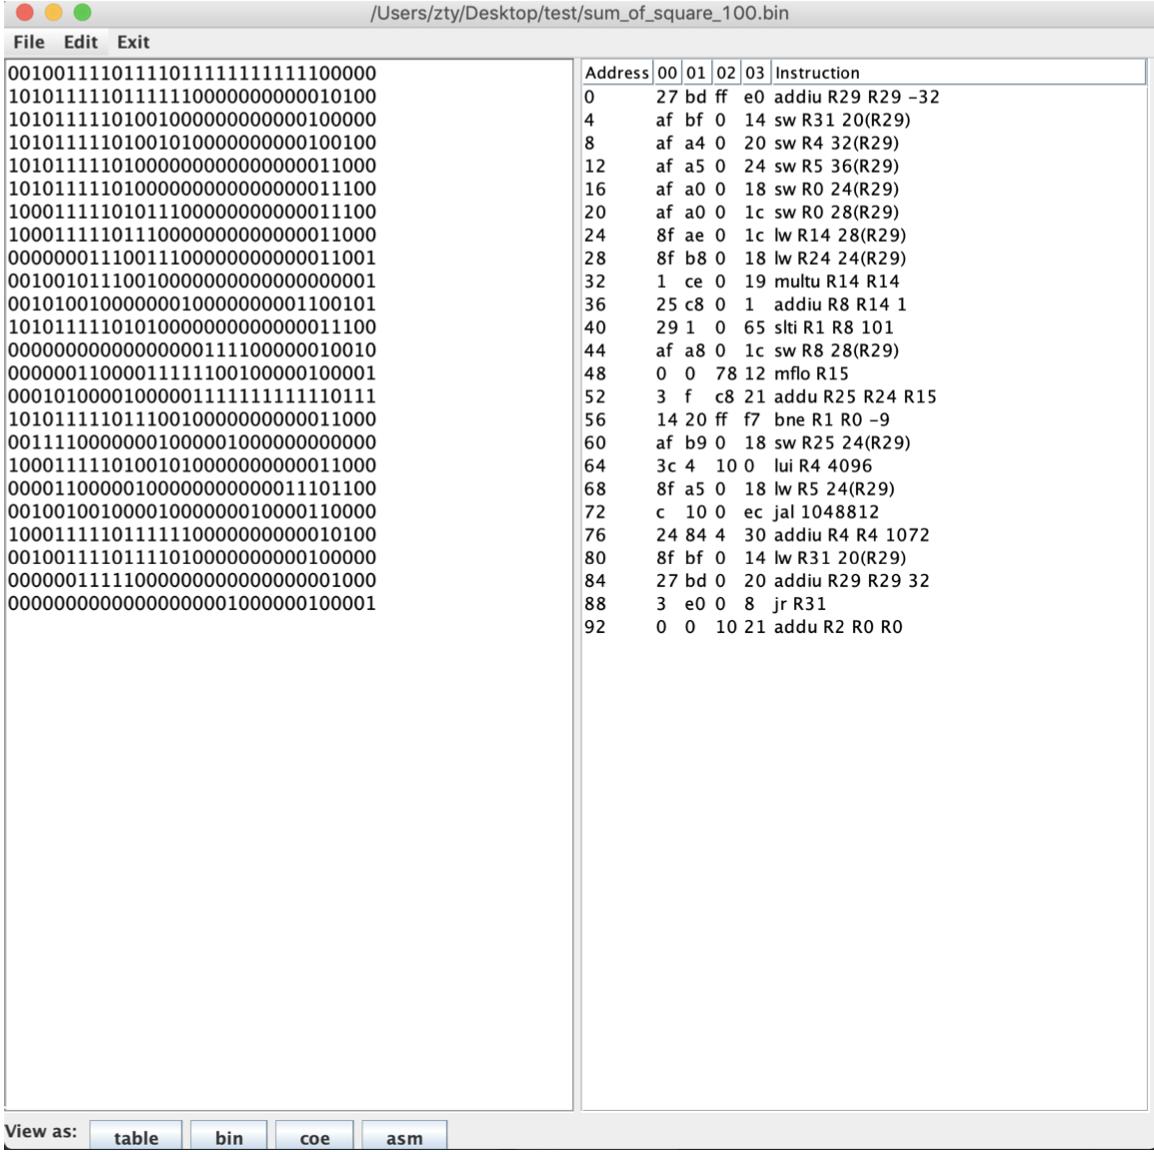 /Users/zty/Desktop/test/sum_of_square_100.bin
File Edit Exit
00100111101111011111111111100000
10101111101111110000000000010100
10101111101001000000000000100000
10101111101001010000000000100100
10101111101000000000000000011000
10101111101000000000000000011100
10001111101011100000000000011100
10001111101110000000000000011000
00000001110011100000000000011001
00100101110010000000000000000001
00101001000000010000000001100101
10101111101010000000000000011100
00000000000000000111100000010010
00000011000011111100100000100001
00010100001000001111111111110111
10101111101110010000000000011000
00111100000001000001000000000000
10001111101001010000000000011000
00001100000100000000000011101100
00100100100001000000010000110000
10001111101111110000000000010100
00100111101111010000000000100000
00000011111000000000000000001000
00000000000000000001000000100001
Address 00 01 02 03 Instruction
0 27 bd ff e0 addiu R29 R29 -32
4 af bf 0 14 sw R31 20(R29)
8 af a4 0 20 sw R4 32(R29)
12 af a5 0 24 sw R5 36(R29)
16 af a0 0 18 sw R0 24(R29)
20 af a0 0 1c sw R0 28(R29)
24 8f ae 0 1c lw R14 28(R29)
28 8f b8 0 18 lw R24 24(R29)
32 1 ce 0 19 multu R14 R14
36 25 c8 0 1 addiu R8 R14 1
40 29 1 0 65 slti R1 R8 101
44 af a8 0 1c sw R8 28(R29)
48 0 0 78 12 mflo R15
52 3 f c8 21 addu R25 R24 R15
56 14 20 ff f7 bne R1 R0 -9
60 af b9 0 18 sw R25 24(R29)
64 3c 4 10 0 lui R4 4096
68 8f a5 0 18 lw R5 24(R29)
72 c 10 0 ec jal 1048812
76 24 84 4 30 addiu R4 R4 1072
80 8f bf 0 14 lw R31 20(R29)
84 27 bd 0 20 addiu R29 R29 32
88 3 e0 0 8 jr R31
92 0 0 10 21 addu R2 R0 R0
View as: table bin coe asm